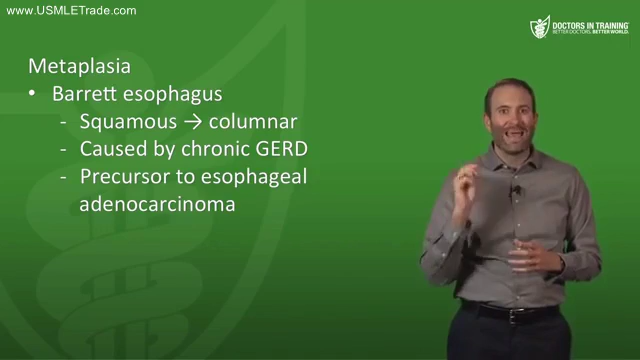 www.USMLETrade.com
DOCTORS IN TRAINING
BETTER DOCTORS, BETTER WORLD.
Metaplasia
• Barrett esophagus
- Squamous → columnar
- Caused by chronic GERD
- Precursor to esophageal
adenocarcinoma